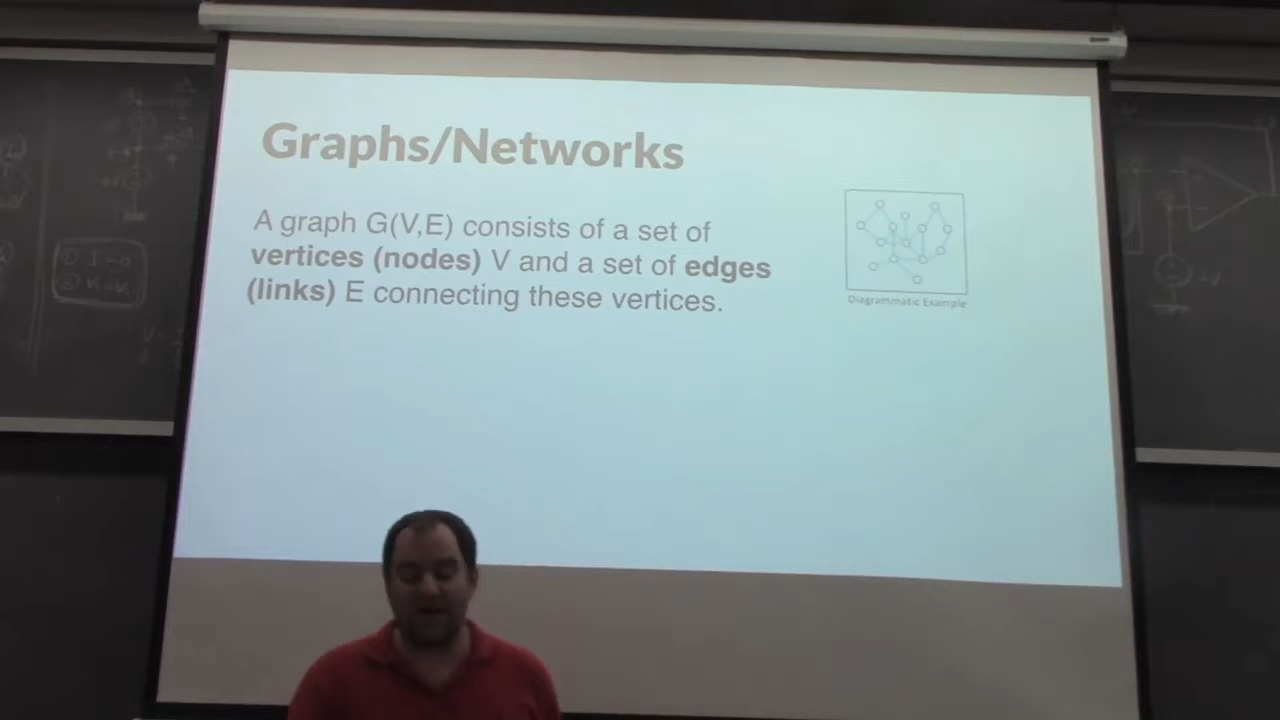 Graphs/Networks
A graph G(V,E) consists of a set of
vertices (nodes) V and a set of edges
(links) E connecting these vertices.
Diagrammatic Example